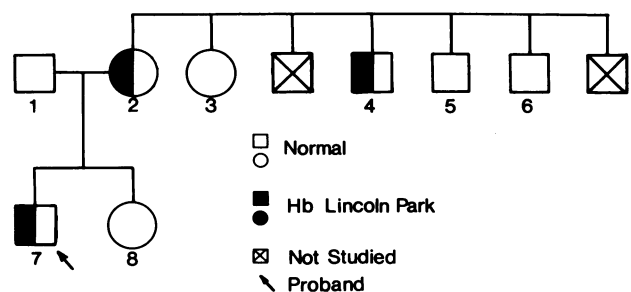 1 2 3 4 5 6
7 8
Normal
Hb Lincoln Park
Not Studied
Proband